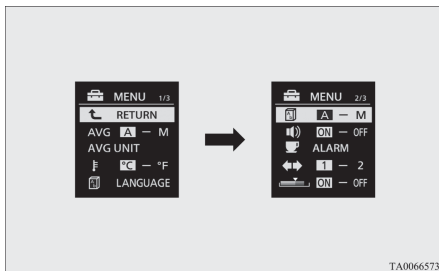 MENU 1/3
RETURN
AVG A – M
AVG UNIT
°C – °F
LANGUAGE
MENU 2/3
A – M
ON – OFF
ALARM
1 – 2
ON – OFF
TA0066573